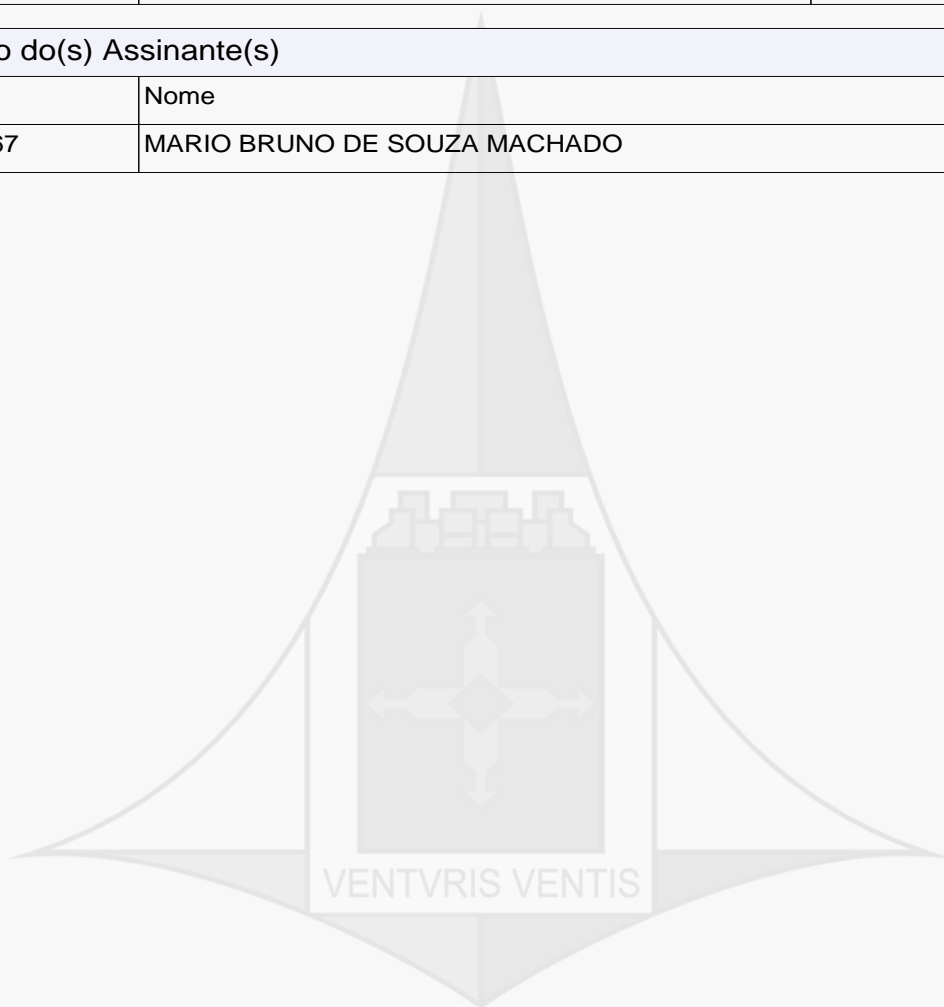 o do(s) Assinante(s)
Nome
67 MARIO BRUNO DE SOUZA MACHADO
VENTVRIS VENTIS